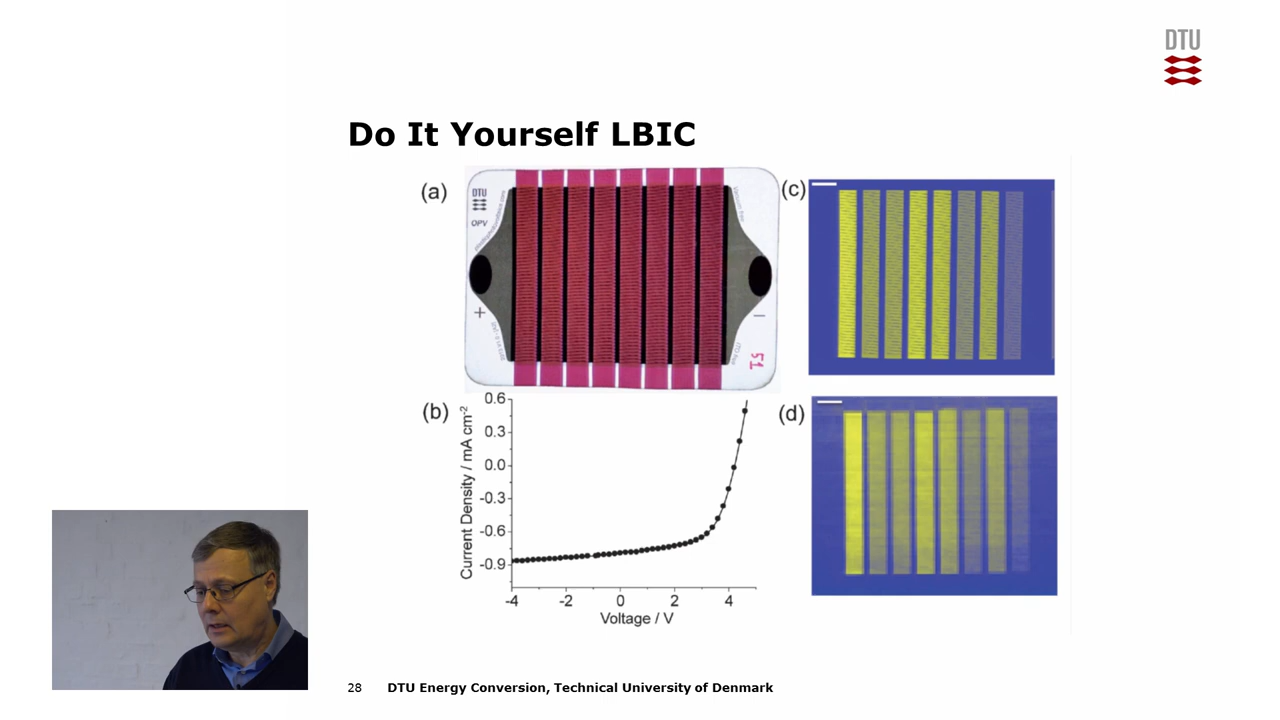 DTU
Do It Yourself LBIC
(a)
DTU
OPV
+
−
51
(b)
0.6
0.3
0.0
-0.3
-0.6
-0.9
Current Density / mA cm⁻²
-4
-2
0
2
4
Voltage / V
(c)
(d)
28
DTU Energy Conversion, Technical University of Denmark